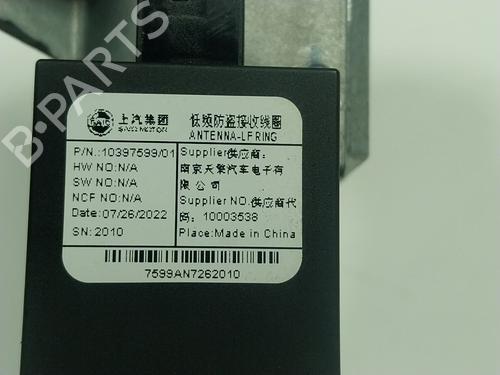 上汽集团
SAIC MOTOR
低频防盗接收线圈
ANTENNA-LF RING
P/N.:10397599/01
HW NO:N/A
SW NO:N/A
NCF NO:N/A
Date:07/26/2022
SN:2010
Supplier供应商:
南京天擎汽车电子有
限公司
Supplier NO.供应商代
码:10003538
Place:Made in China
7599AN7262010
B-PARTS